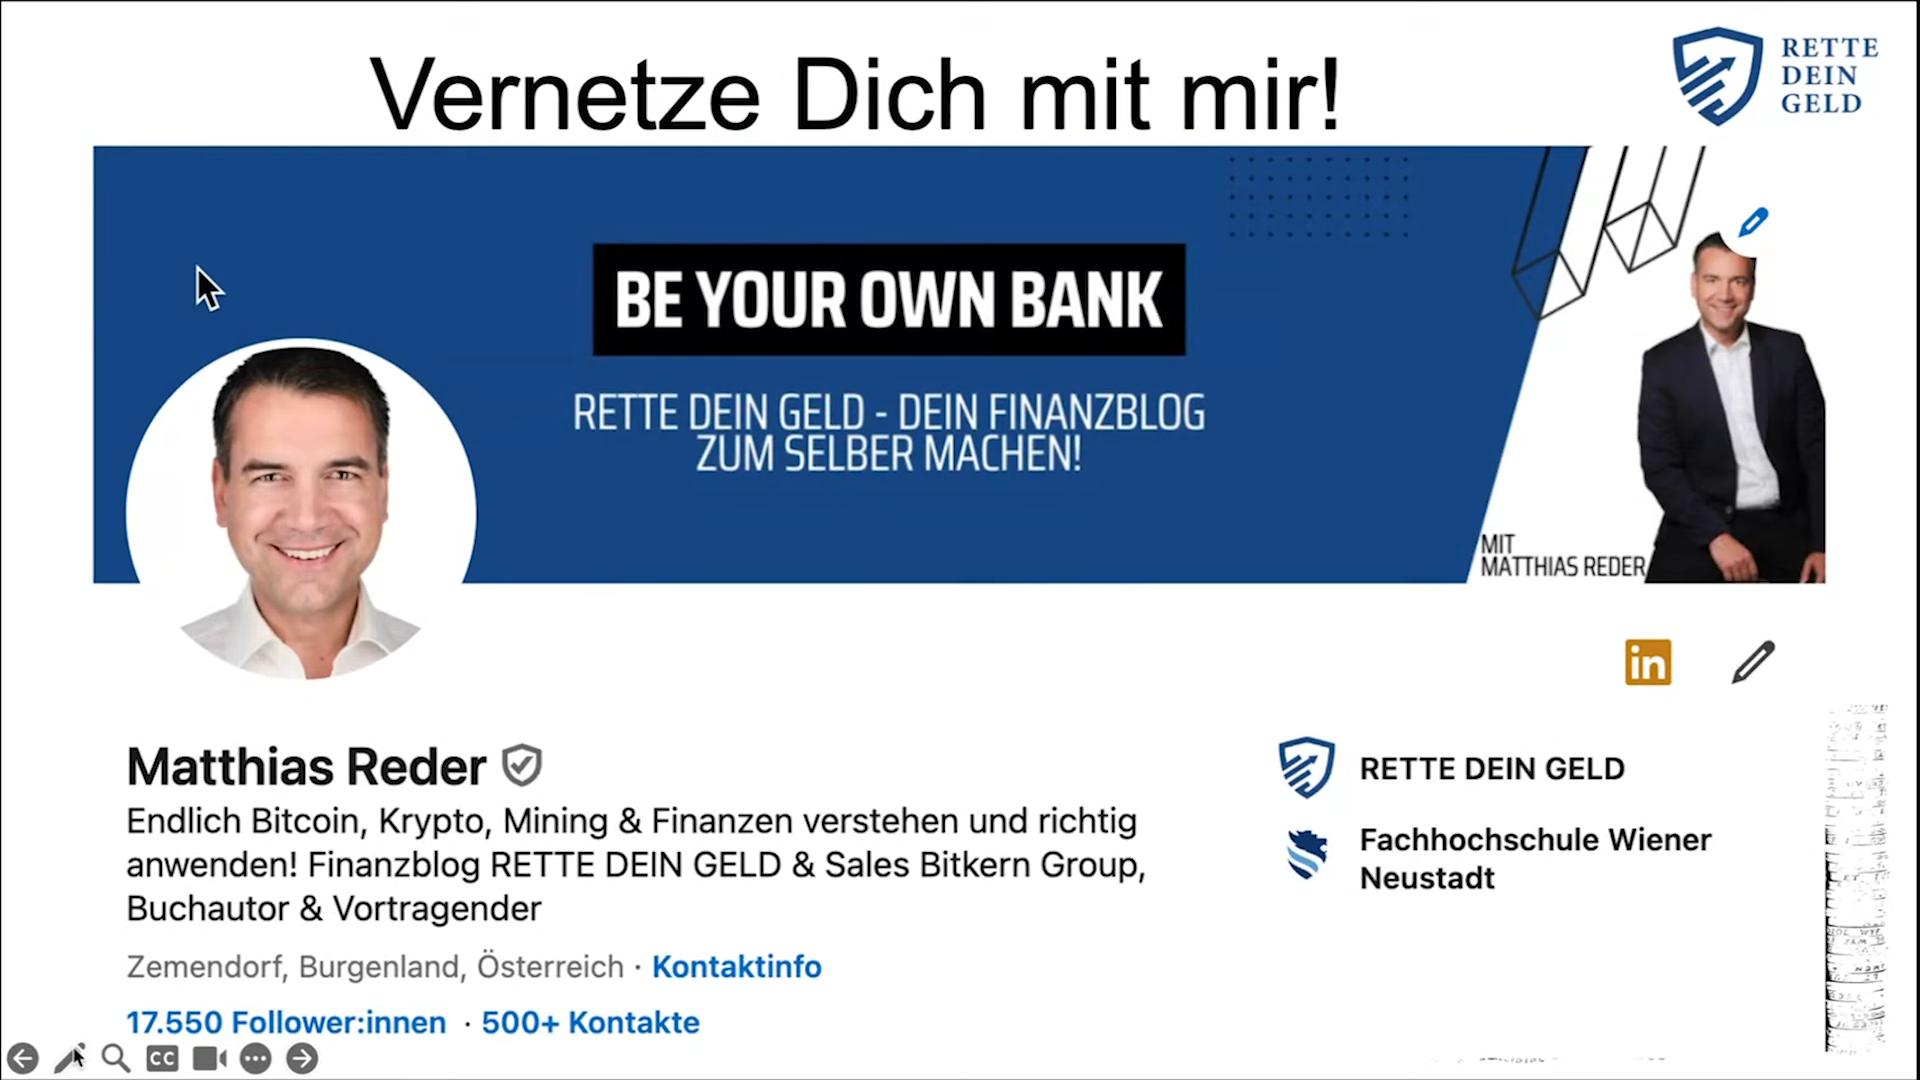 Vernetze Dich mit mir!
RETTE
DEIN
GELD
BE YOUR OWN BANK
RETTE DEIN GELD - DEIN FINANZBLOG
ZUM SELBER MACHEN!
MIT
MATTHIAS REDER
in
Matthias Reder
Endlich Bitcoin, Krypto, Mining & Finanzen verstehen und richtig
anwenden! Finanzblog RETTE DEIN GELD & Sales Bitkern Group,
Buchautor & Vortragender
Zemendorf, Burgenland, Österreich · Kontaktinfo
17.550 Follower:innen · 500+ Kontakte
RETTE DEIN GELD
Fachhochschule Wiener
Neustadt
CC